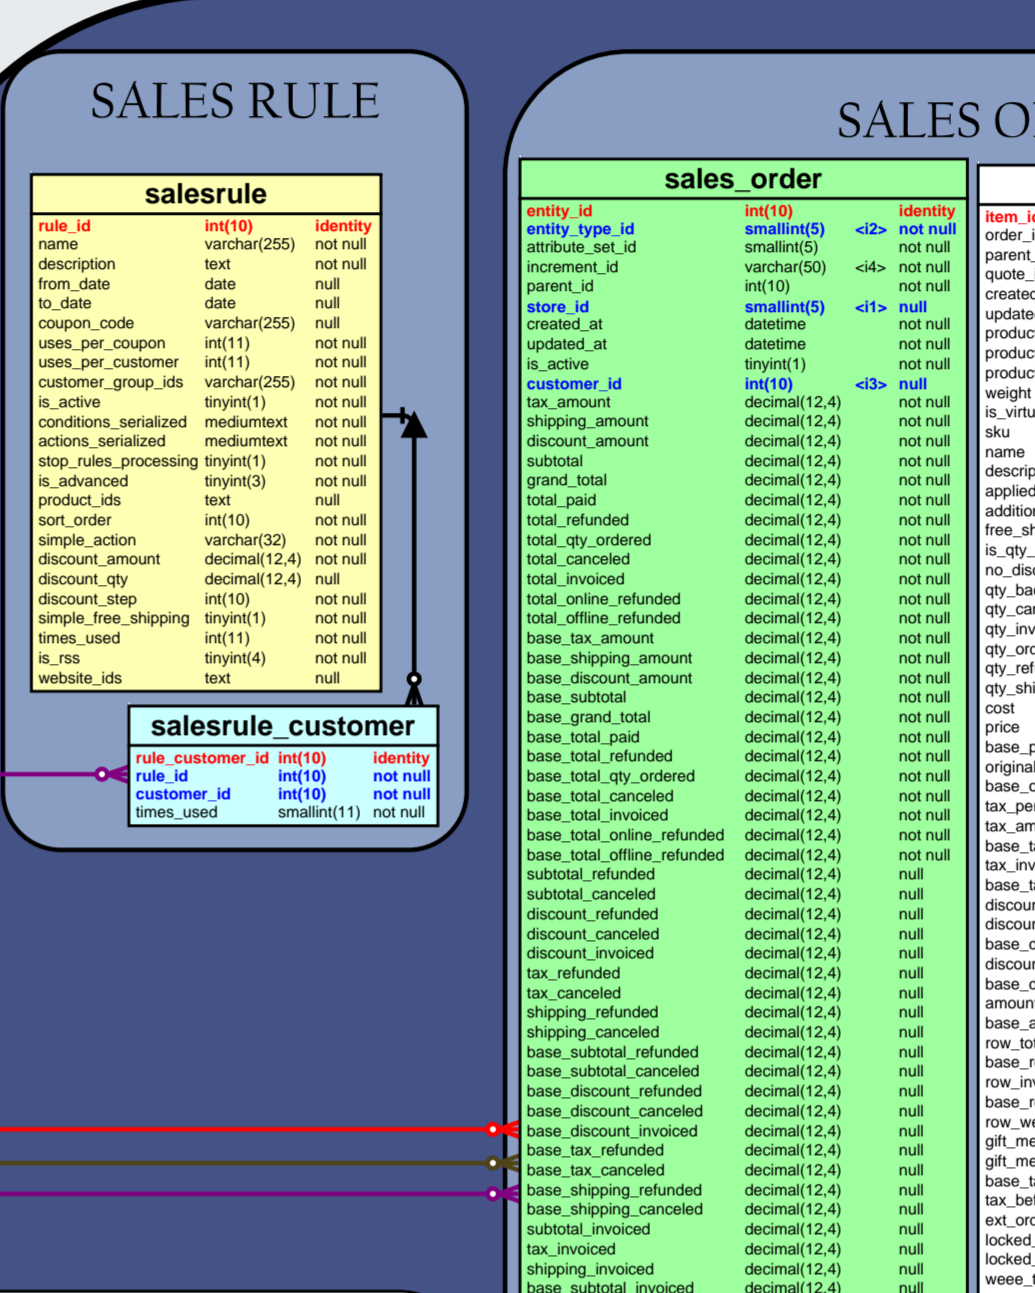 SALES RULE
salesrule
rule_id int(10) identity
name varchar(255) not null
description text not null
from_date date null
to_date date null
coupon_code varchar(255) null
uses_per_coupon int(11) not null
uses_per_customer int(11) not null
customer_group_ids varchar(255) not null
is_active tinyint(1) not null
conditions_serialized mediumtext not null
actions_serialized mediumtext not null
stop_rules_processing tinyint(1) not null
is_advanced tinyint(3) not null
product_ids text null
sort_order int(10) not null
simple_action varchar(32) not null
discount_amount decimal(12,4) not null
discount_qty decimal(12,4) null
discount_step int(10) not null
simple_free_shipping tinyint(1) not null
times_used int(11) not null
is_rss tinyint(4) not null
website_ids text null
salesrule_customer
rule_customer_id int(10) identity
rule_id int(10) not null
customer_id int(10) not null
times_used smallint(11) not null
SALES
sales_order
entity_id int(10) identity
entity_type_id smallint(5) <i2> not null
attribute_set_id smallint(5) not null
increment_id varchar(50) <i4> not null
parent_id int(10) not null
store_id smallint(5) <i1> null
created_at datetime not null
updated_at datetime not null
is_active tinyint(1) not null
customer_id int(10) <i3> null
tax_amount decimal(12,4) not null
shipping_amount decimal(12,4) not null
discount_amount decimal(12,4) not null
subtotal decimal(12,4) not null
grand_total decimal(12,4) not null
total_paid decimal(12,4) not null
total_refunded decimal(12,4) not null
total_qty_ordered decimal(12,4) not null
total_canceled decimal(12,4) not null
total_invoiced decimal(12,4) not null
total_online_refunded decimal(12,4) not null
total_offline_refunded decimal(12,4) not null
base_tax_amount decimal(12,4) not null
base_shipping_amount decimal(12,4) not null
base_discount_amount decimal(12,4) not null
base_subtotal decimal(12,4) not null
base_grand_total decimal(12,4) not null
base_total_paid decimal(12,4) not null
base_total_refunded decimal(12,4) not null
base_total_qty_ordered decimal(12,4) not null
base_total_canceled decimal(12,4) not null
base_total_invoiced decimal(12,4) not null
base_total_online_refunded decimal(12,4) not null
base_total_offline_refunded decimal(12,4) not null
subtotal_refunded decimal(12,4) null
subtotal_canceled decimal(12,4) null
discount_refunded decimal(12,4) null
discount_canceled decimal(12,4) null
discount_invoiced decimal(12,4) null
tax_refunded decimal(12,4) null
tax_canceled decimal(12,4) null
shipping_refunded decimal(12,4) null
shipping_canceled decimal(12,4) null
base_subtotal_refunded decimal(12,4) null
base_subtotal_canceled decimal(12,4) null
base_discount_refunded decimal(12,4) null
base_discount_canceled decimal(12,4) null
base_discount_invoiced decimal(12,4) null
base_tax_refunded decimal(12,4) null
base_tax_canceled decimal(12,4) null
base_shipping_refunded decimal(12,4) null
base_shipping_canceled decimal(12,4) null
subtotal_invoiced decimal(12,4) null
tax_invoiced decimal(12,4) null
shipping_invoiced decimal(12,4) null
base_subtotal_invoiced decimal(12,4) null
weight
sku
name
cost
price